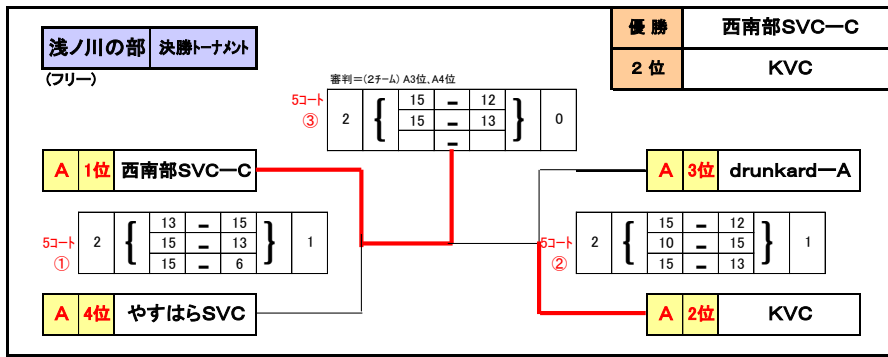 浅ノ川の部 決勝トーナメント
(フリー)
優勝 西南部SVCーC
2位 KVC
審判=(2チーム) A3位、A4位
5コート
③
2 { 15 - 12 } 0
15 - 13
-
A 1位 西南部SVCーC
A 3位 drunkardーA
5コート
①
2 { 13 - 15 } 1
15 - 13
15 - 6
5コート
②
2 { 15 - 12 } 1
10 - 15
15 - 13
A 4位 やすはらSVC
A 2位 KVC